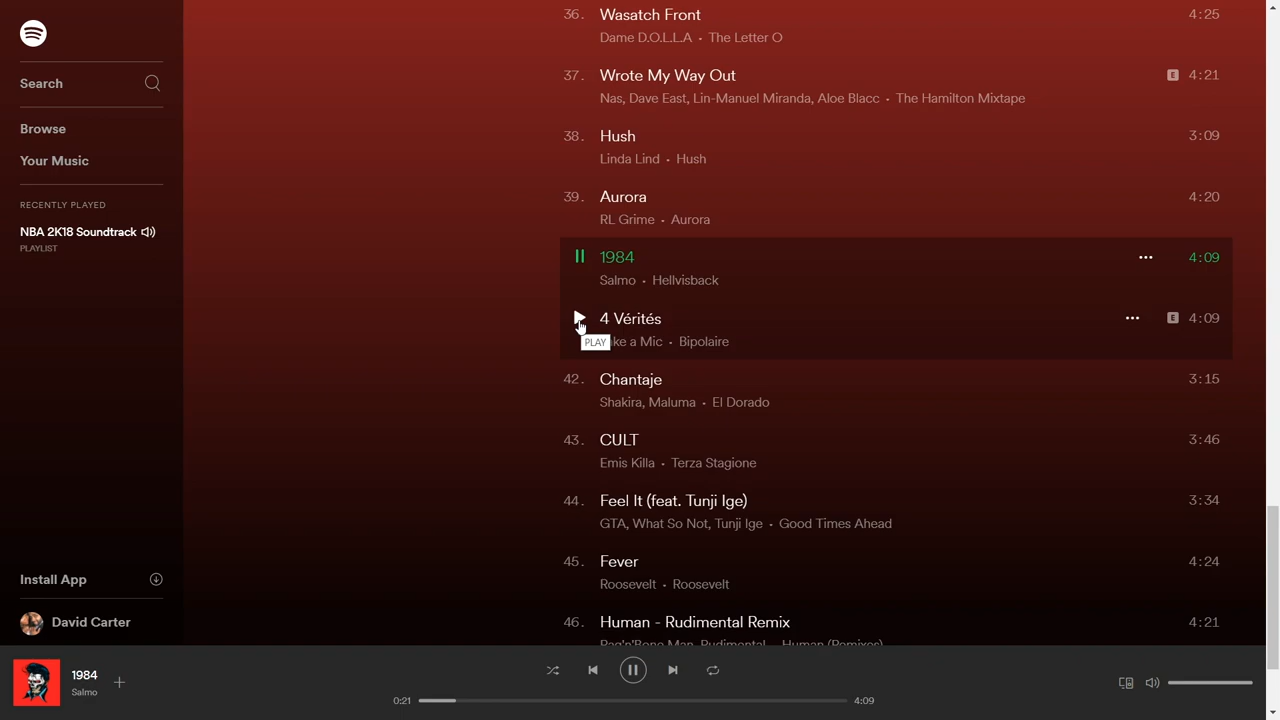 36. Wasatch Front 4:25
Dame D.O.L.L.A • The Letter O
Search
37. Wrote My Way Out E 4:21
Nas, Dave East, Lin-Manuel Miranda, Aloe Blacc • The Hamilton Mixtape
Browse
38. Hush 3:09
Linda Lind • Hush
Your Music
39. Aurora 4:20
RL Grime • Aurora
RECENTLY PLAYED
NBA 2K18 Soundtrack
PLAYLIST
1984 ••• 4:09
Salmo • Hellvisback
4 Vérités ••• E 4:09
PLAY
a Mic • Bipolaire
42. Chantaje 3:15
Shakira, Maluma • El Dorado
43. CULT 3:46
Emis Killa • Terza Stagione
44. Feel It (feat. Tunji Ige) 3:34
GTA, What So Not, Tunji Ige • Good Times Ahead
45. Fever 4:24
Roosevelt • Roosevelt
Install App
David Carter
46. Human - Rudimental Remix 4:21
Rag'n'Bone Man, Rudimental • Human (Remixes)
1984
Salmo
0:21 4:09